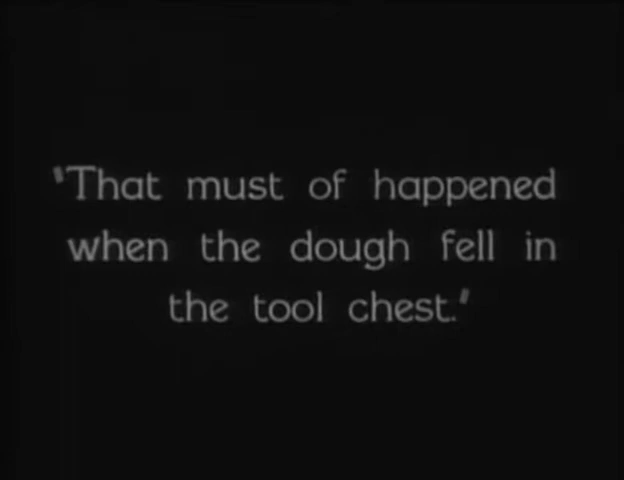 "That must of happened
when the dough fell in
the tool chest."